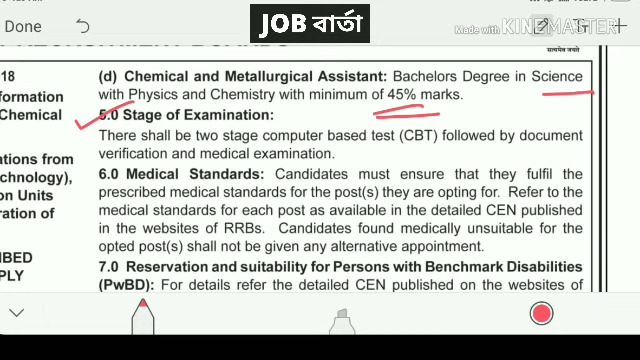 JOB বার্তা
Done
Made with KINEMASTER
सत्यमेव जयते
018
(d) Chemical and Metallurgical Assistant: Bachelors Degree in Science
formation
with Physics and Chemistry with minimum of 45% marks.
Chemical
5.0 Stage of Examination:
There shall be two stage computer based test (CBT) followed by document
ations from
verification and medical examination.
chnology),
6.0 Medical Standards: Candidates must ensure that they fulfil the
on Units
prescribed medical standards for the post(s) they are opting for. Refer to the
ration of
medical standards for each post as available in the detailed CEN published
in the websites of RRBs. Candidates found medically unsuitable for the
opted post(s) shall not be given any alternative appointment.
IBED
7.0 Reservation and suitability for Persons with Benchmark Disabilities
PLY
(PwBD): For details refer the detailed CEN published on the websites of